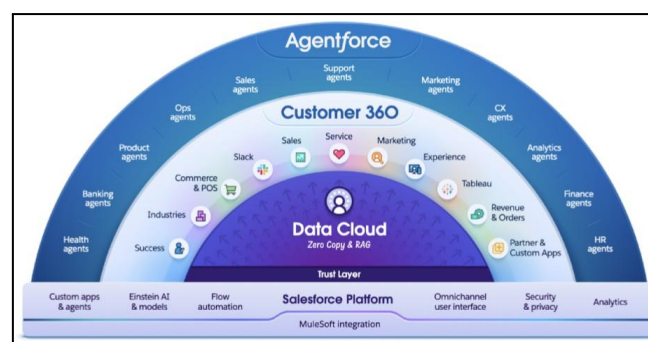 Agentforce
Health
agents
Banking
agents
Product
agents
Ops
agents
Sales
agents
Support
agents
Marketing
agents
CX
agents
Analytics
agents
Finance
agents
HR
agents
Customer 360
Success
Industries
Commerce
& POS
Slack
Sales
Service
Marketing
Experience
Tableau
Revenue
& Orders
Partner &
Custom Apps
Data Cloud
Zero Copy & RAG
Trust Layer
Custom apps
& agents
Einstein AI
& models
Flow
automation
Salesforce Platform
Omnichannel
user interface
Security
& privacy
Analytics
MuleSoft integration